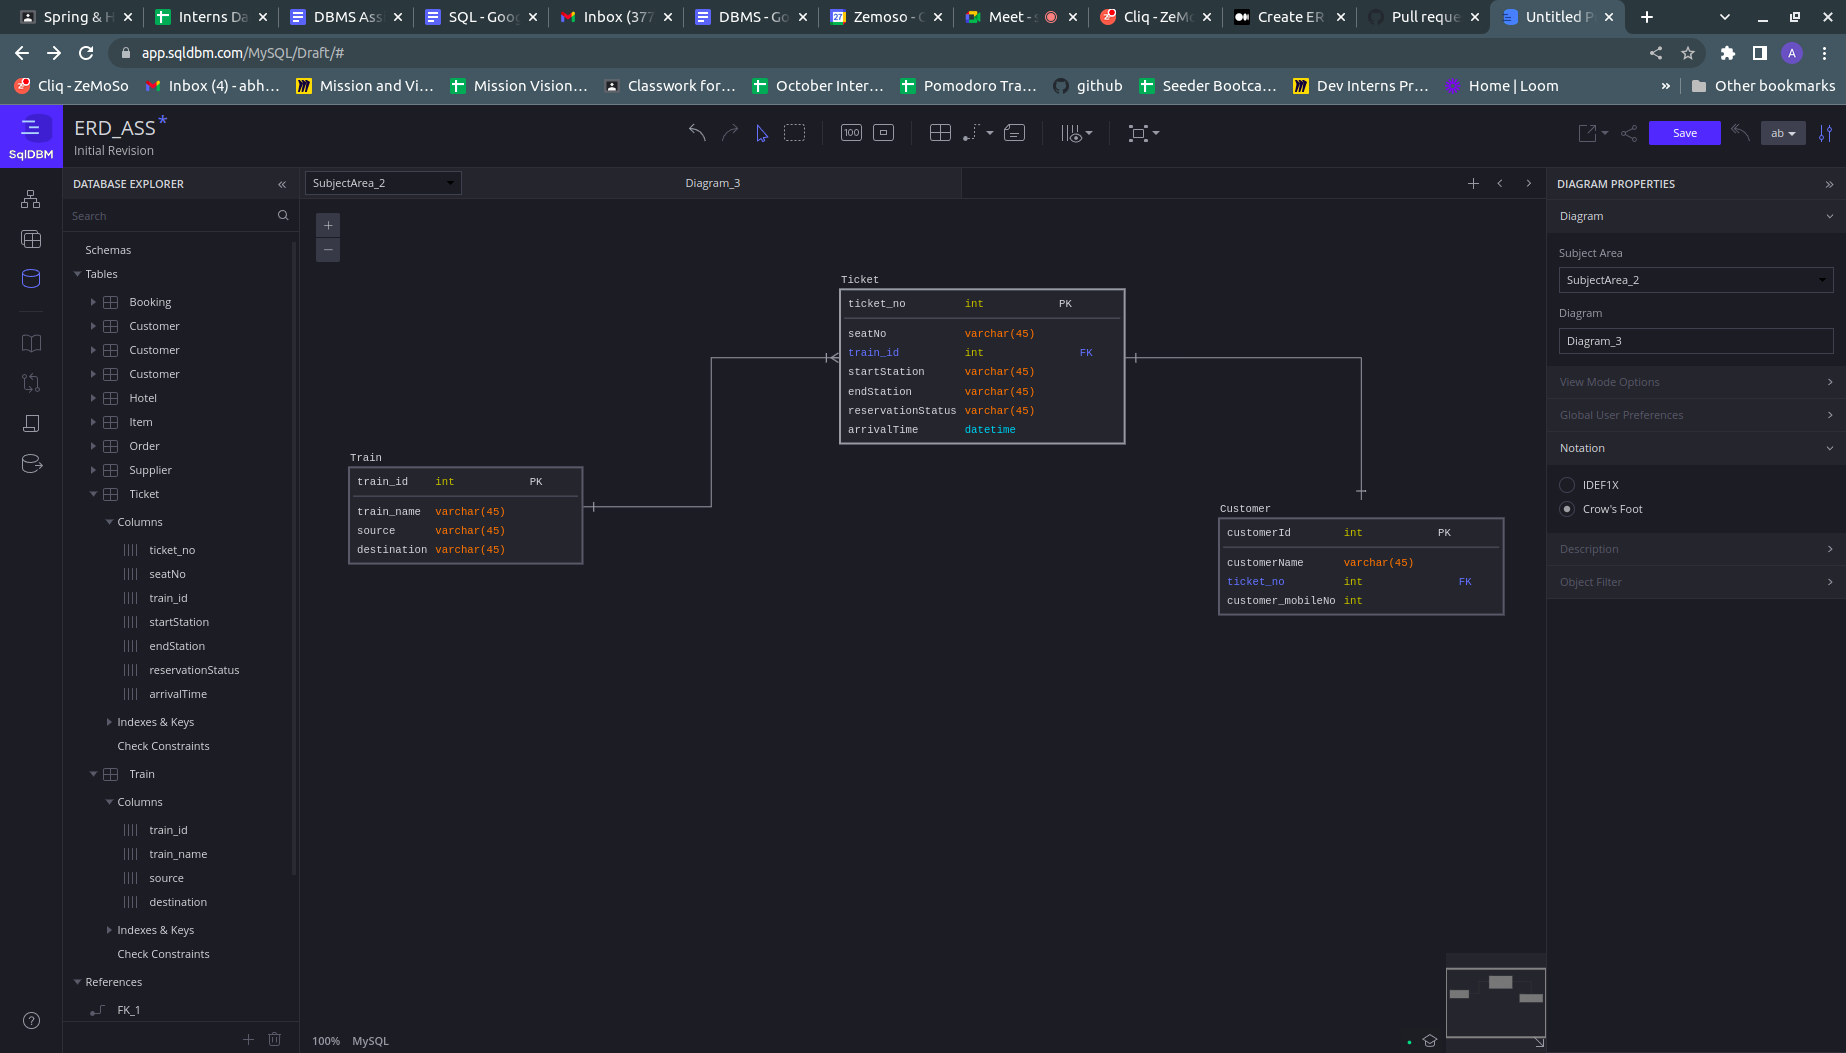 Spring & H
Interns Da
DBMS Ass
SQL - Goog
Inbox (377
DBMS - Go
Zemoso - C
Meet - s
Cliq - ZeMo
Create ER
Pull reque
Untitled P
app.sqldbm.com/MySQL/Draft/#
A
Cliq - ZeMoSo
Inbox (4) - abh...
Mission and Vi...
Mission Vision...
Classwork for...
October Inter...
Pomodoro Tra...
github
Seeder Bootca...
Dev Interns Pr...
Home | Loom
»
Other bookmarks
SqlDBM
ERD_ASS*
Initial Revision
100
Save
ab
DATABASE EXPLORER
«
Search
Schemas
Tables
Booking
Customer
Customer
Customer
Hotel
Item
Order
Supplier
Ticket
Columns
ticket_no
seatNo
train_id
startStation
endStation
reservationStatus
arrivalTime
Indexes & Keys
Check Constraints
Train
Columns
train_id
train_name
source
destination
Indexes & Keys
Check Constraints
References
FK_1
SubjectArea_2
Diagram_3
Ticket
ticket_no int PK
seatNo varchar(45)
train_id int FK
startStation varchar(45)
endStation varchar(45)
reservationStatus varchar(45)
arrivalTime datetime
Train
train_id int PK
train_name varchar(45)
source varchar(45)
destination varchar(45)
Customer
customerId int PK
customerName varchar(45)
ticket_no int FK
customer_mobileNo int
100% MySQL
DIAGRAM PROPERTIES
»
Diagram
Subject Area
SubjectArea_2
Diagram
Diagram_3
View Mode Options
Global User Preferences
Notation
IDEF1X
Crow's Foot
Description
Object Filter